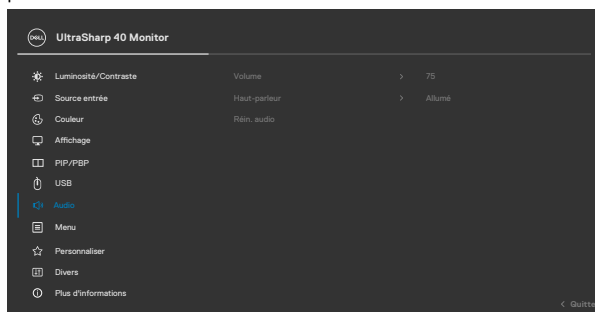 DELL UltraSharp 40 Monitor
Luminosité/Contraste Volume > 75
Source entrée Haut-parleur > Allumé
Couleur Réin. audio
Affichage
PIP/PBP
USB
Audio
Menu
Personnaliser
Divers
Plus d'informations
< Quitte